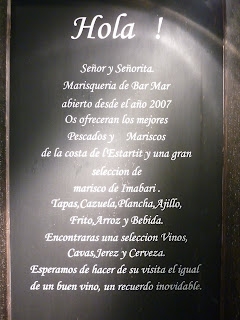 Hola !
Señor y Señorita.
Marisqueria de Bar Mar
abierto desde el año 2007
Os ofreceran los mejores
Pescados y Mariscos
de la costa de l'Estartit y una gran
seleccion de
marisco de Imabari .
Tapas,Cazuela,Plancha,Ajillo,
Frito,Arroz y Bebida.
Encontraras una seleccion Vinos,
Cavas,Jerez y Cerveza.
Esperamos de hacer de su visita el igual
de un buen vino, un recuerdo inovidable.